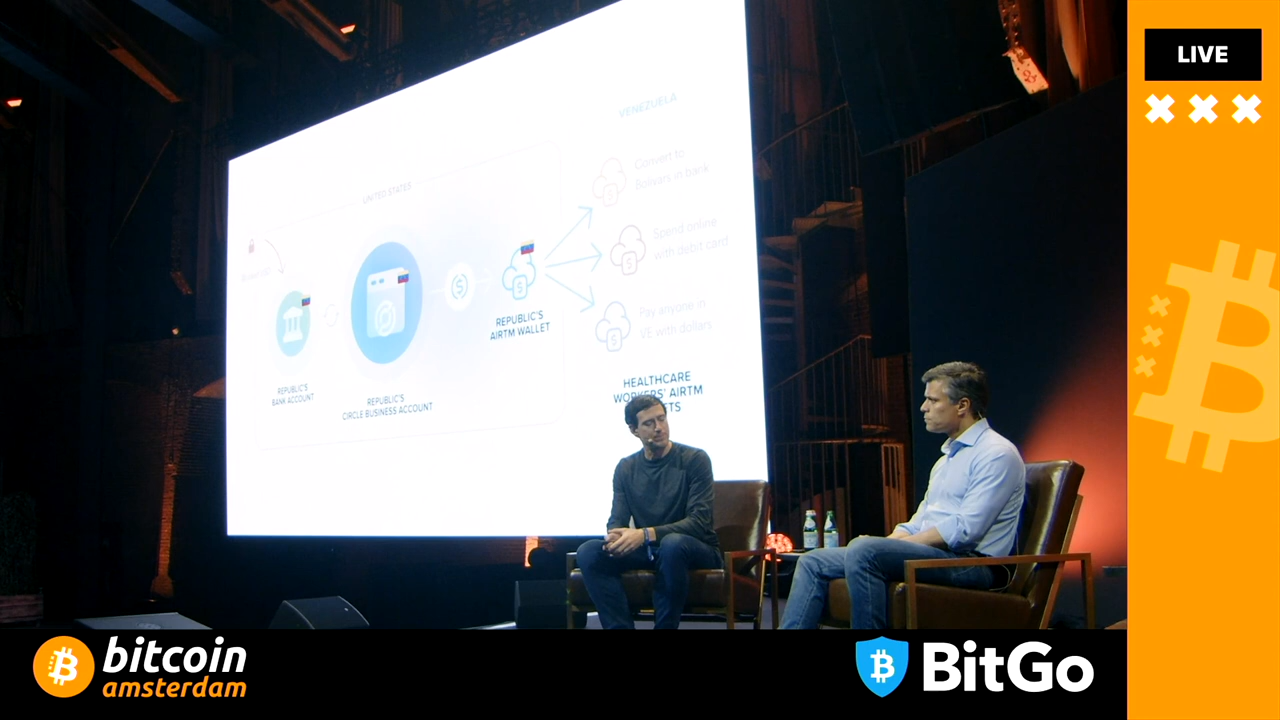 LIVE
VENEZUELA
UNITED STATES
Convert to
Bolivars in bank
Spend online
with debit card
Pay anyone in
VE with dollars
REPUBLIC'S
AIRTM WALLET
REPUBLIC'S
BANK ACCOUNT
REPUBLIC'S
CIRCLE BUSINESS ACCOUNT
HEALTHCARE
WORKERS' AIRTM
bitcoin
amsterdam
BitGo